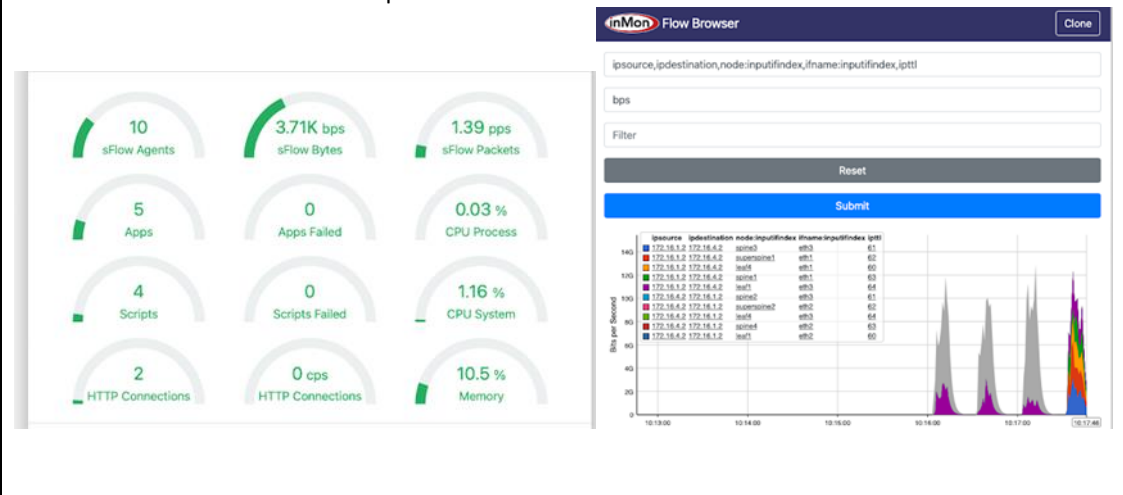 10
sFlow Agents
3.71K bps
sFlow Bytes
1.39 pps
sFlow Packets
5
Apps
0
Apps Failed
0.03 %
CPU Process
4
Scripts
0
Scripts Failed
1.16 %
CPU System
2
HTTP Connections
0 cps
HTTP Connections
10.5 %
Memory
inMon Flow Browser
Clone
ipsource,ipdestination,node:inputifindex,ifname:inputifindex,ipttl
bps
Filter
Reset
Submit
ipsource ipdestination node:inputifindex ifname:inputifindex ipttl
172.16.1.2 172.16.4.2 spine3 eth3 61
172.16.1.2 172.16.4.2 superspine1 eth1 62
172.16.1.2 172.16.4.2 leaf4 eth1 60
172.16.1.2 172.16.4.2 spine1 eth1 63
172.16.1.2 172.16.4.2 leaf1 eth3 64
172.16.4.2 172.16.1.2 spine2 eth3 61
172.16.4.2 172.16.1.2 superspine2 eth2 62
172.16.4.2 172.16.1.2 leaf4 eth3 64
172.16.4.2 172.16.1.2 spine4 eth2 63
172.16.4.2 172.16.1.2 leaf1 eth2 60
Bits per Second
14G
12G
10G
8G
6G
4G
2G
0
10:13:00
10:14:00
10:15:00
10:16:00
10:17:00
10:17:46